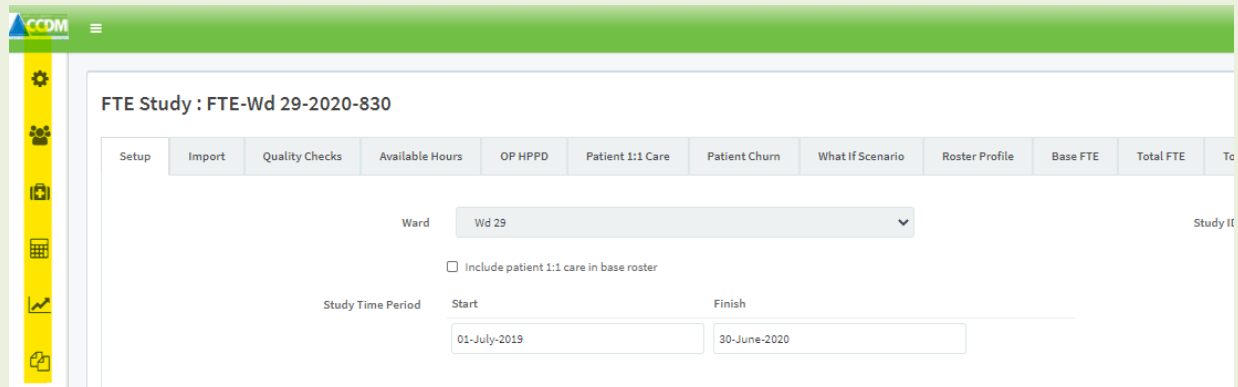 CCDM
FTE Study : FTE-Wd 29-2020-830
Setup Import Quality Checks Available Hours OP HPPD Patient 1:1 Care Patient Churn What If Scenario Roster Profile Base FTE Total FTE To
Ward Wd 29 Study ID
Include patient 1:1 care in base roster
Study Time Period Start Finish
01-July-2019 30-June-2020